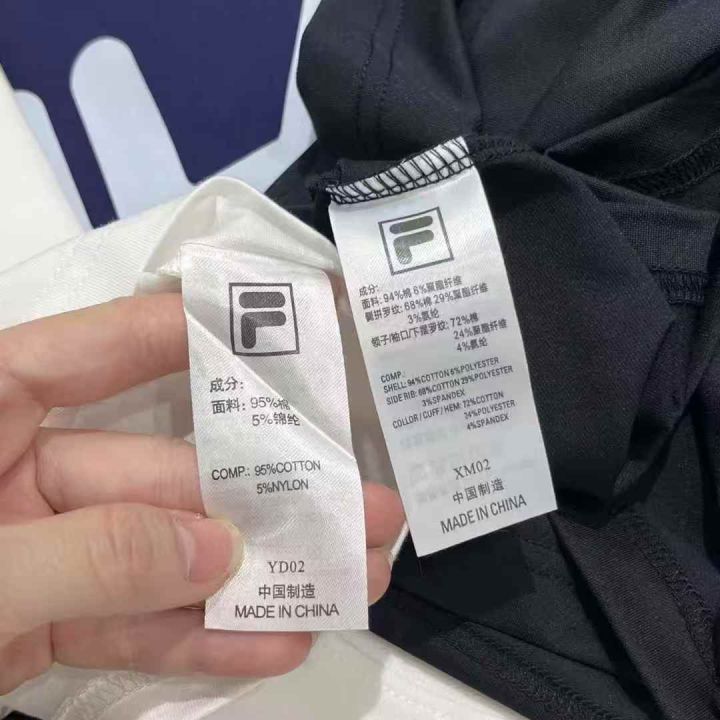 F
成分:
面料: 95%棉
5%锦纶
COMP.: 95%COTTON
5%NYLON
YD02
中国制造
MADE IN CHINA
F
成分:
面料: 94%棉 6%聚脂纤维
侧拼罗纹: 68%棉 29%聚脂纤维
3%氨纶
领子/袖口/下摆罗纹: 72%棉
24%聚脂纤维
4%氨纶
COMP.:
SHELL: 94%COTTON 6%POLYESTER
SIDE RIB: 68%COTTON 29%POLYESTER
3%SPANDEX
COLLOR / CUFF / HEM: 72%COTTON
24%POLYESTER
4%SPANDEX
XM02
中国制造
MADE IN CHINA